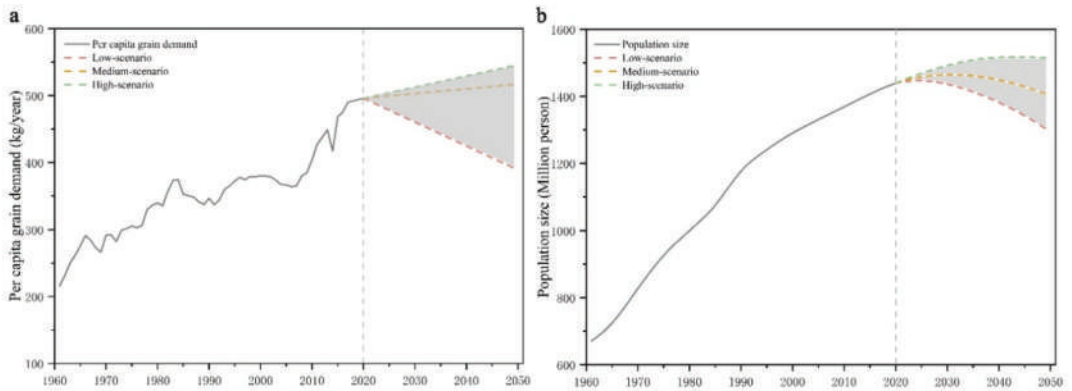 a
Per capita grain demand (kg/year)
600
500
400
300
200
100
Per capita grain demand
Low-scenario
Medium-scenario
High-scenario
1960 1970 1980 1990 2000 2010 2020 2030 2040 2050
b
Population size (Million person)
1600
1400
1200
1000
800
600
Population size
Low-scenario
Medium-scenario
High-scenario
1960 1970 1980 1990 2000 2010 2020 2030 2040 2050